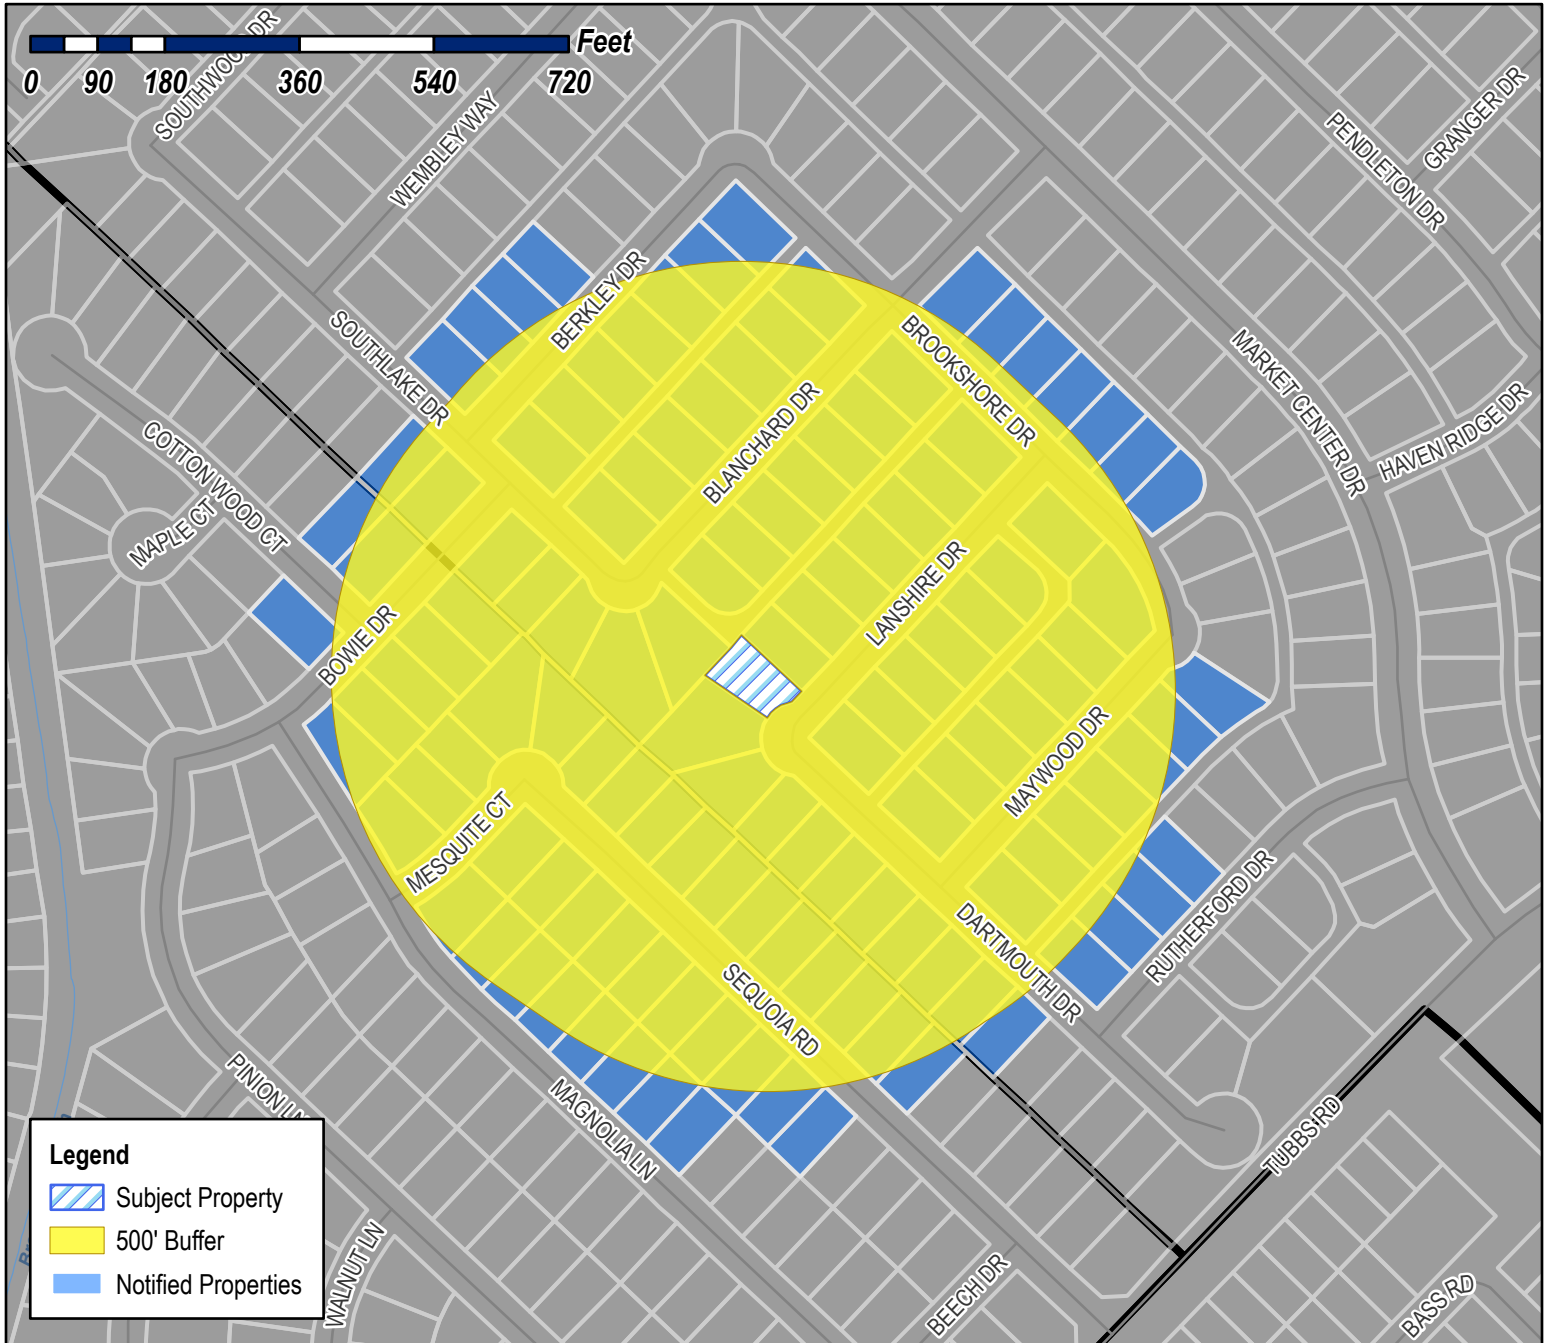 Feet
0 90 180 360 540 720
SOUTHWOOD DR
WEMBLEY WAY
GRANGER DR
PENDLETON DR
BERKLEY DR
SOUTHLAKE DR
BROOKSHORE DR
MARKET CENTER DR
BLANCHARD DR
HAVEN RIDGE DR
COTTON WOOD CT
MAPLE CT
LANSHIRE DR
BOWIE DR
MAYWOOD DR
MESQUITE CT
RUTHERFORD DR
DARTMOUTH DR
SEQUOIA RD
PINION LN
MAGNOLIA LN
TUBBS RD
WALNUT LN
BEECH DR
BASS RD
Legend
Subject Property
500' Buffer
Notified Properties